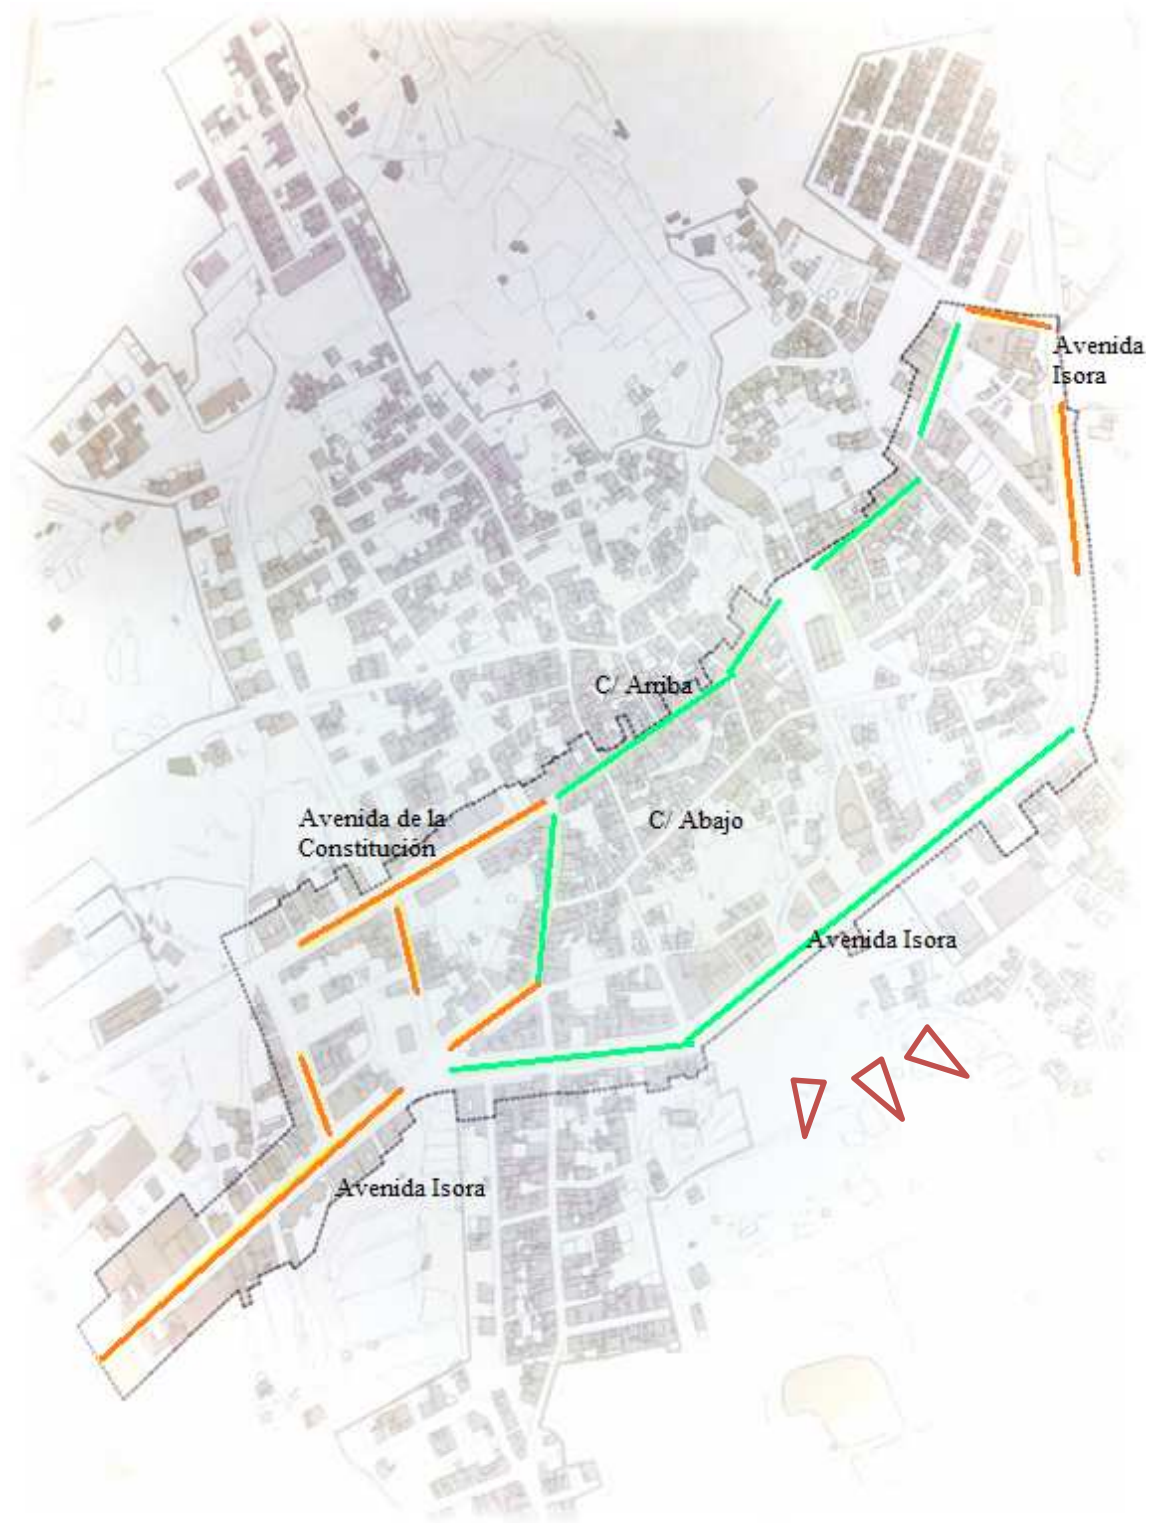 Avenida
Isora
C/ Arriba
Avenida de la
Constitución
C/ Abajo
Avenida Isora
Avenida Isora